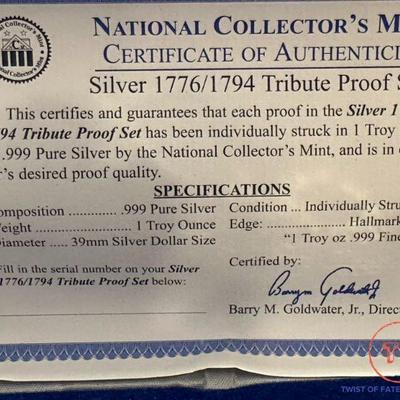 NATIONAL COLLECTOR'S M
CERTIFICATE OF AUTHENTICI
Silver 1776/1794 Tribute Proof S
This certifies and guarantees that each proof in the Silver 1
794 Tribute Proof Set has been individually struck in 1 Troy
.999 Pure Silver by the National Collector's Mint, and is in
r's desired proof quality.
SPECIFICATIONS
omposition ............ .999 Pure Silver
Condition ... Individually Stru
eight ................... 1 Troy Ounce
Edge: .................. Hallmark
iameter ..... 39mm Silver Dollar Size
"1 Troy oz .999 Fine
Fill in the serial number on your Silver
1776/1794 Tribute Proof Set below:
Certified by:
Barry M. Goldwater, Jr., Direc
TWIST OF FATE